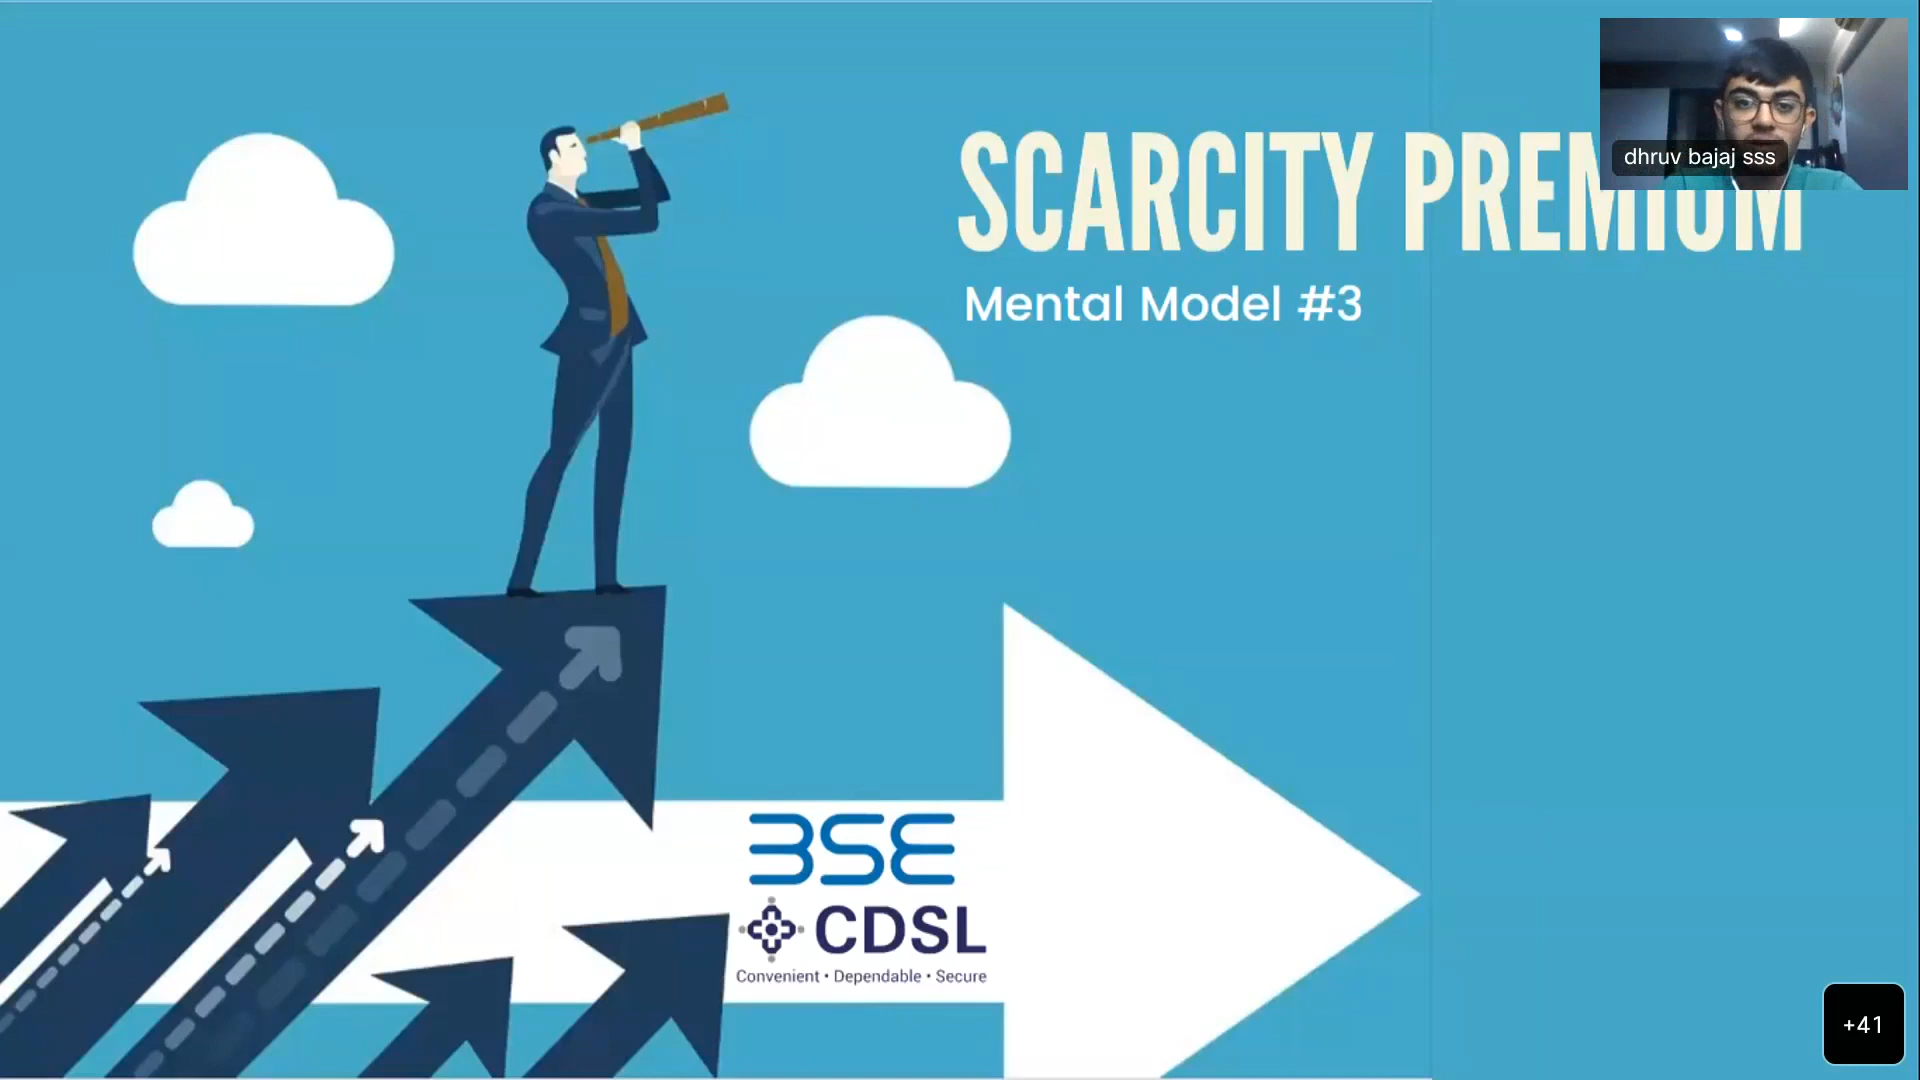 SCARCITY PREMIUM
dhruv bajaj sss
Mental Model #3
BSE
CDSL
Convenient • Dependable • Secure
+41